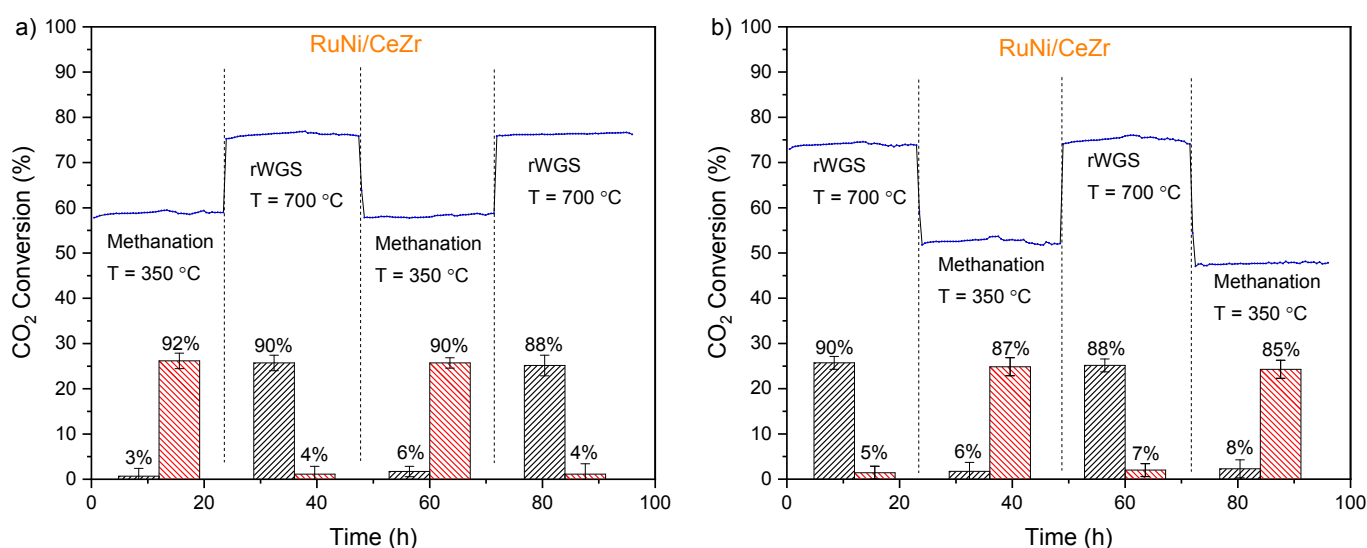 a)
RuNi/CeZr
CO2 Conversion (%)
100
90
80
70
60
50
40
30
20
10
0
rWGS
T = 700 °C
rWGS
T = 700 °C
Methanation
T = 350 °C
Methanation
T = 350 °C
3%
92%
90%
4%
6%
90%
88%
4%
0
20
40
60
80
100
Time (h)
b)
RuNi/CeZr
CO2 Conversion (%)
100
90
80
70
60
50
40
30
20
10
0
rWGS
T = 700 °C
rWGS
T = 700 °C
Methanation
T = 350 °C
Methanation
T = 350 °C
90%
5%
6%
87%
88%
7%
8%
85%
0
20
40
60
80
100
Time (h)